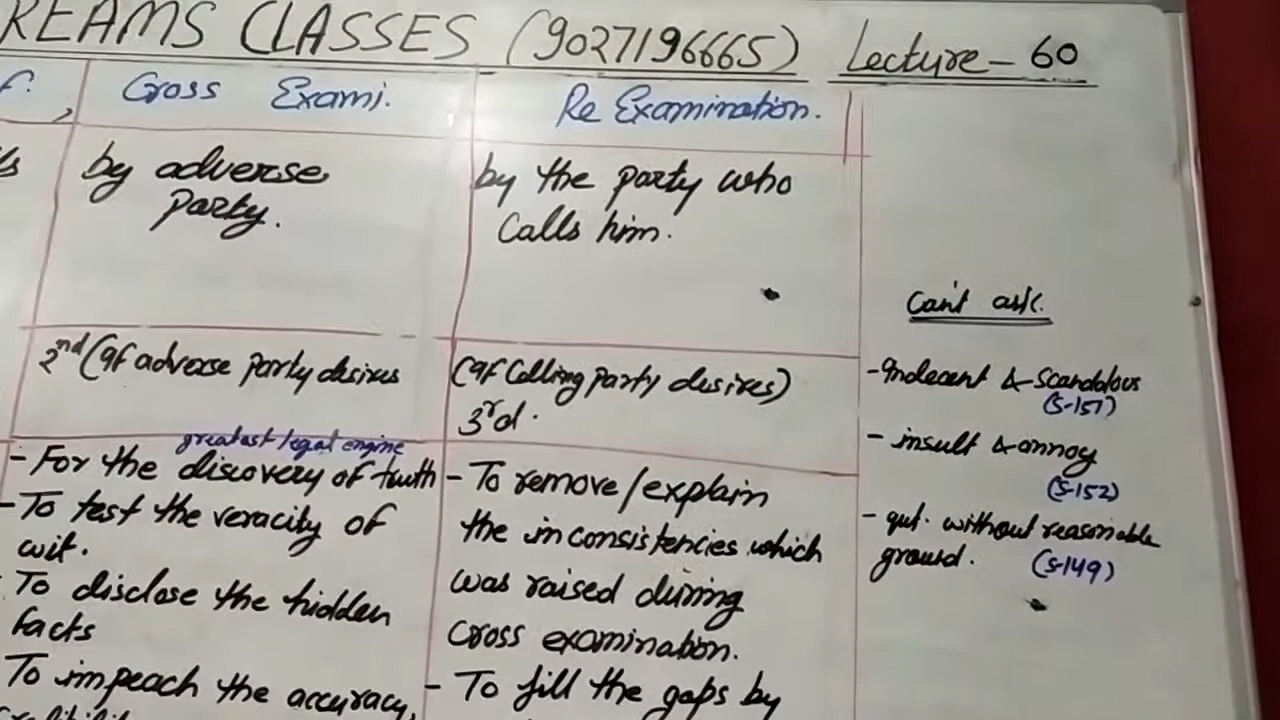 REAMS CLASSES (9027196665) Lecture - 60
Cross Exami.
Re Examination.
by adverse
Party.
by the party who
Calls him.
2nd (If adverse party desires
(If Calling party desires)
3rd.
greatest legal engine
- For the discovery of truth
- To test the veracity of
wit.
- To disclose the hidden
facts
To impeach the accuracy,
- To remove/explain
the inconsistencies which
was raised during
cross examination.
- To fill the gaps by
Can't ask.
- Indecent & Scandalous
(S-151)
- insult & annoy
(S-152)
- qut. without reasonable
ground. (S-149)